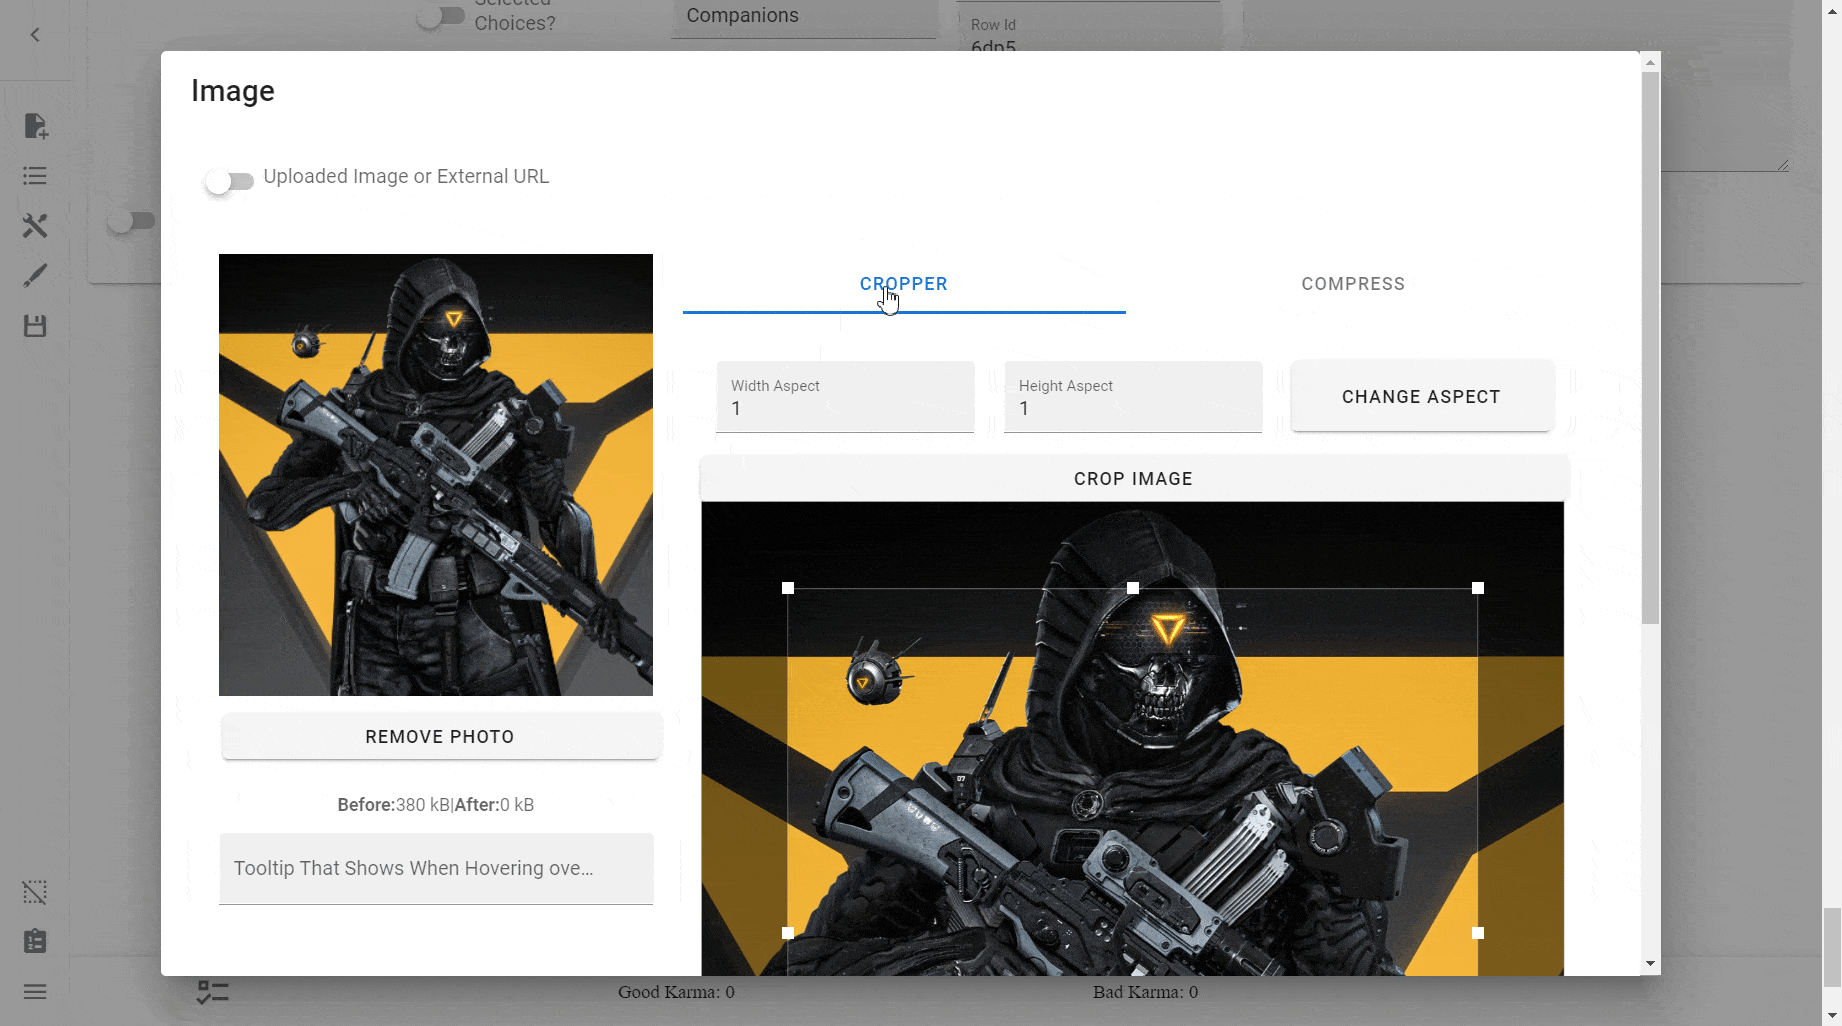 Selected
Choices?
Companions
Row Id
6dp5
Image
Uploaded Image or External URL
CROPPER
COMPRESS
Width Aspect
1
Height Aspect
1
CHANGE ASPECT
CROP IMAGE
07
REMOVE PHOTO
Before:380 kB|After:0 kB
Tooltip That Shows When Hovering ove...
Good Karma: 0
Bad Karma: 0